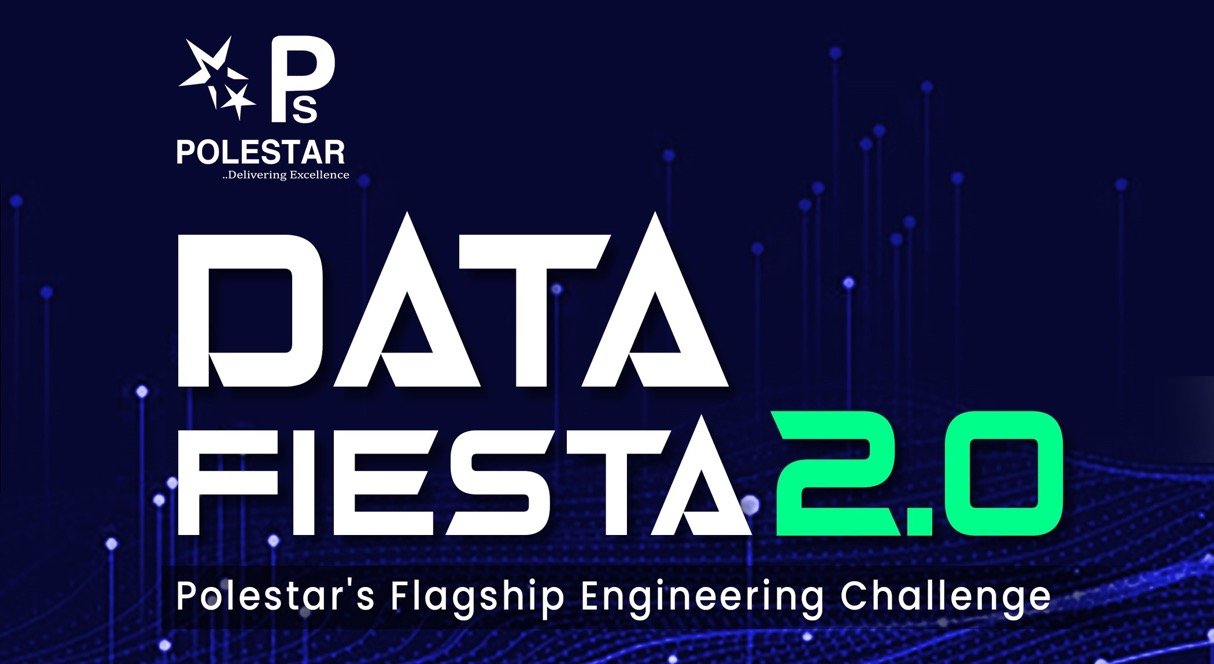 Ps
POLESTAR
..Delivering Excellence
DATA
FIESTA 2.0
Polestar's Flagship Engineering Challenge